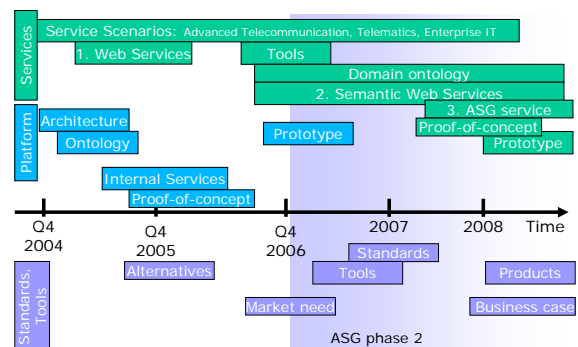 Services
Service Scenarios: Advanced Telecommunication, Telematics, Enterprise IT
1. Web Services
Tools
Domain ontology
2. Semantic Web Services
3. ASG service
Platform
Architecture
Ontology
Prototype
Proof-of-concept
Prototype
Internal Services
Proof-of-concept
Q4
2004
Q4
2005
Q4
2006
2007
2008
Time
Standards,
Tools
Standards
Alternatives
Tools
Products
Market need
Business case
ASG phase 2